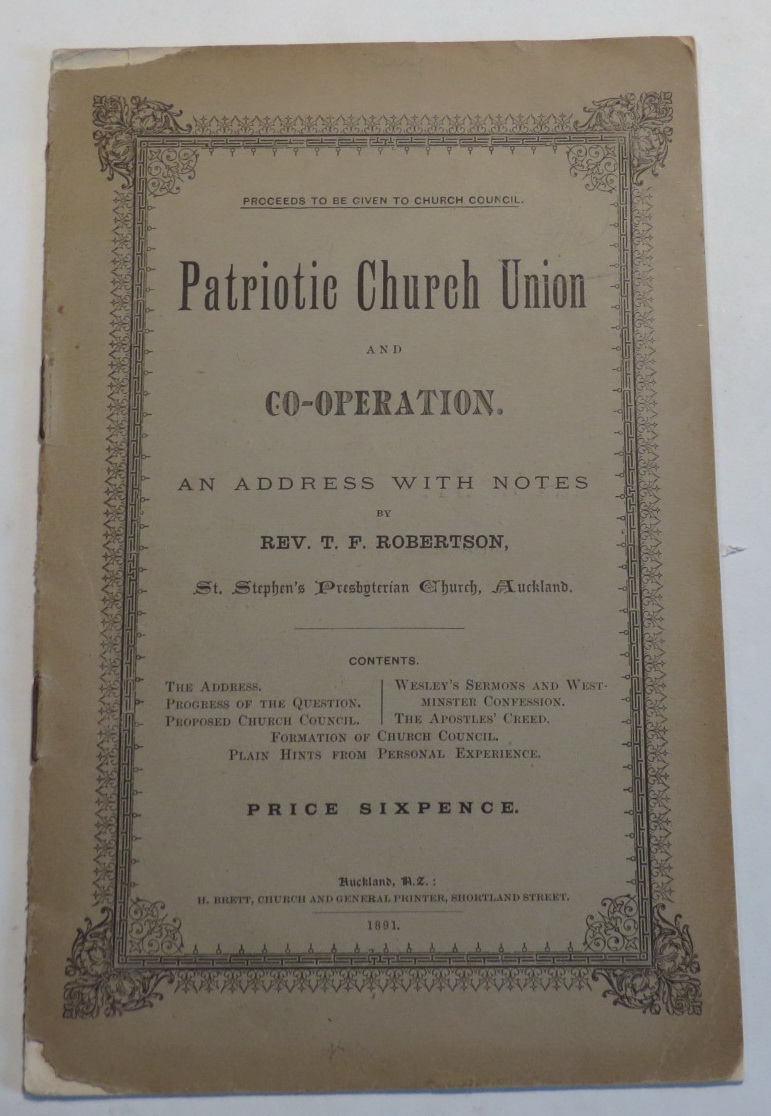 PROCEEDS TO BE GIVEN TO CHURCH COUNCIL.
Patriotic Church Union
AND
CO-OPERATION.
AN ADDRESS WITH NOTES
BY
REV. T. F. ROBERTSON,
St. Stephen's Presbyterian Church, Auckland.
CONTENTS.
THE ADDRESS.
PROGRESS OF THE QUESTION.
PROPOSED CHURCH COUNCIL.
WESLEY'S SERMONS AND WEST-
MINSTER CONFESSION.
THE APOSTLES' CREED.
FORMATION OF CHURCH COUNCIL.
PLAIN HINTS FROM PERSONAL EXPERIENCE.
PRICE SIXPENCE.
Auckland, N.Z.:
H. BRETT, CHURCH AND GENERAL PRINTER, SHORTLAND STREET.
1891.